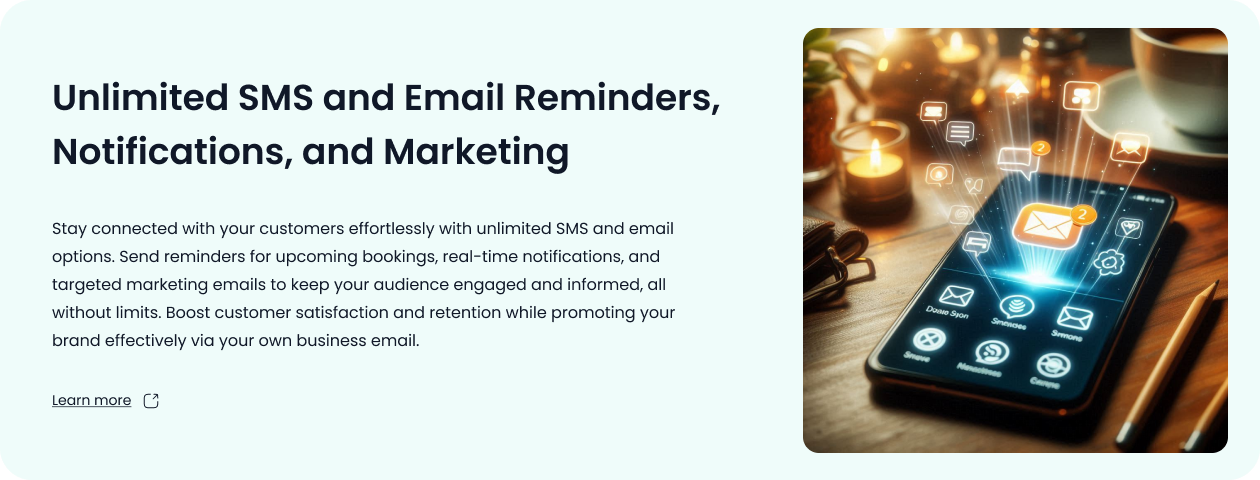 Unlimited SMS and Email Reminders,
Notifications, and Marketing
Stay connected with your customers effortlessly with unlimited SMS and email
options. Send reminders for upcoming bookings, real-time notifications, and
targeted marketing emails to keep your audience engaged and informed, all
without limits. Boost customer satisfaction and retention while promoting your
brand effectively via your own business email.
Learn more
2
2